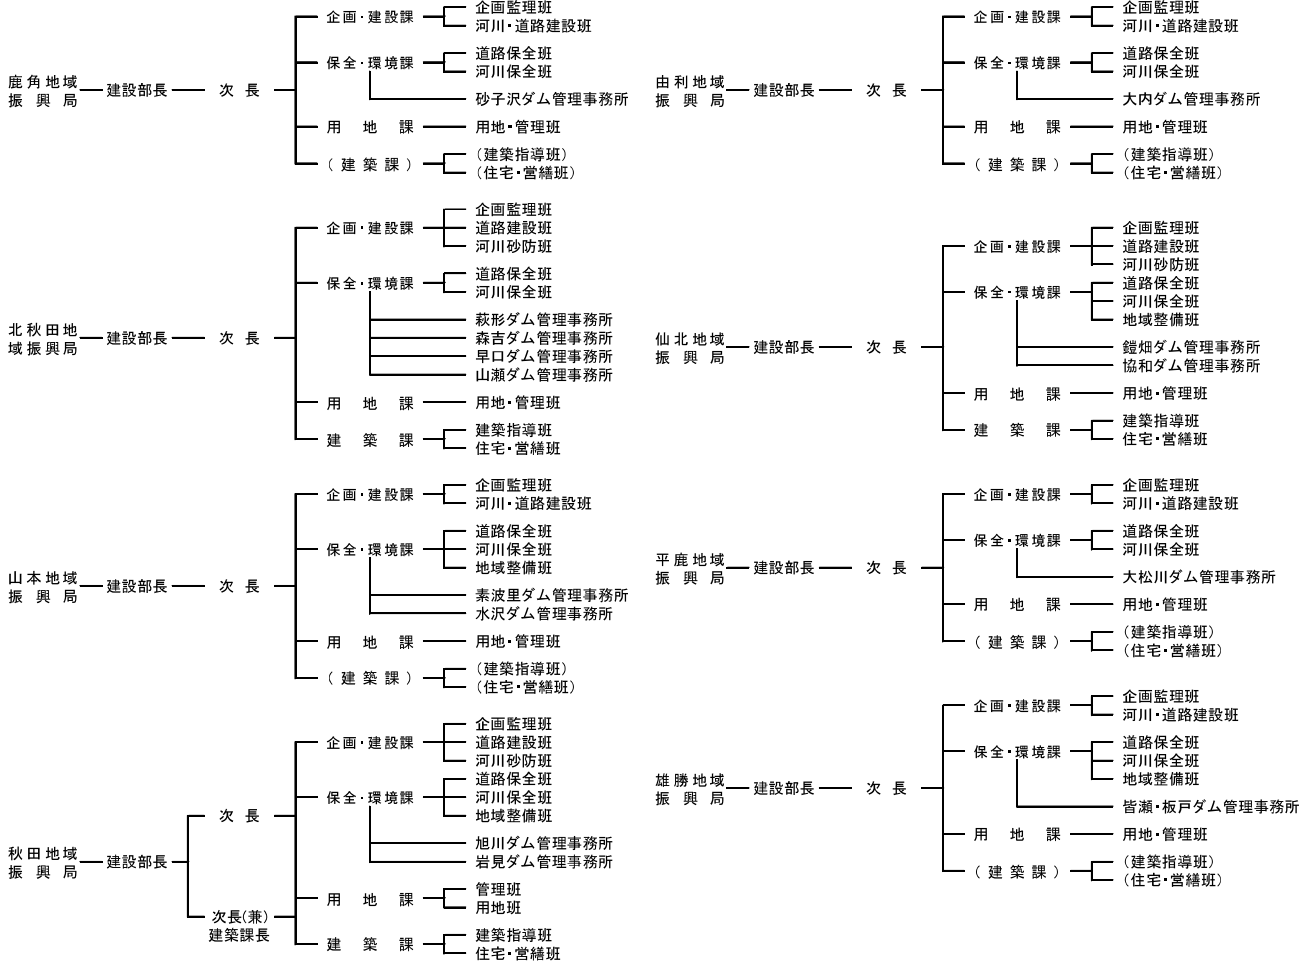 鹿角地域
振興局
建設部長
次長
企画・建設課
企画監理班
河川・道路建設班
保全・環境課
道路保全班
河川保全班
砂子沢ダム管理事務所
用地課
用地・管理班
(建築課)
(建築指導班)
(住宅・営繕班)
北秋田地
域振興局
建設部長
次長
企画・建設課
企画監理班
道路建設班
河川砂防班
保全・環境課
道路保全班
河川保全班
萩形ダム管理事務所
森吉ダム管理事務所
早口ダム管理事務所
山瀬ダム管理事務所
用地課
用地・管理班
建築課
建築指導班
住宅・営繕班
山本地域
振興局
建設部長
次長
企画・建設課
企画監理班
河川・道路建設班
保全・環境課
道路保全班
河川保全班
地域整備班
素波里ダム管理事務所
水沢ダム管理事務所
用地課
用地・管理班
(建築課)
(建築指導班)
(住宅・営繕班)
秋田地域
振興局
建設部長
次長
次長(兼)
建築課長
企画・建設課
企画監理班
道路建設班
河川砂防班
保全・環境課
道路保全班
河川保全班
地域整備班
旭川ダム管理事務所
岩見ダム管理事務所
用地課
管理班
用地班
建築課
建築指導班
住宅・営繕班
由利地域
振興局
建設部長
次長
企画・建設課
企画監理班
河川・道路建設班
保全・環境課
道路保全班
河川保全班
大内ダム管理事務所
用地課
用地・管理班
(建築課)
(建築指導班)
(住宅・営繕班)
仙北地域
振興局
建設部長
次長
企画・建設課
企画監理班
道路建設班
河川砂防班
保全・環境課
道路保全班
河川保全班
地域整備班
鎧畑ダム管理事務所
協和ダム管理事務所
用地課
用地・管理班
建築課
建築指導班
住宅・営繕班
平鹿地域
振興局
建設部長
次長
企画・建設課
企画監理班
河川・道路建設班
保全・環境課
道路保全班
河川保全班
大松川ダム管理事務所
用地課
用地・管理班
(建築課)
(建築指導班)
(住宅・営繕班)
雄勝地域
振興局
建設部長
次長
企画・建設課
企画監理班
河川・道路建設班
保全・環境課
道路保全班
河川保全班
地域整備班
皆瀬・板戸ダム管理事務所
用地課
用地・管理班
(建築課)
(建築指導班)
(住宅・営繕班)